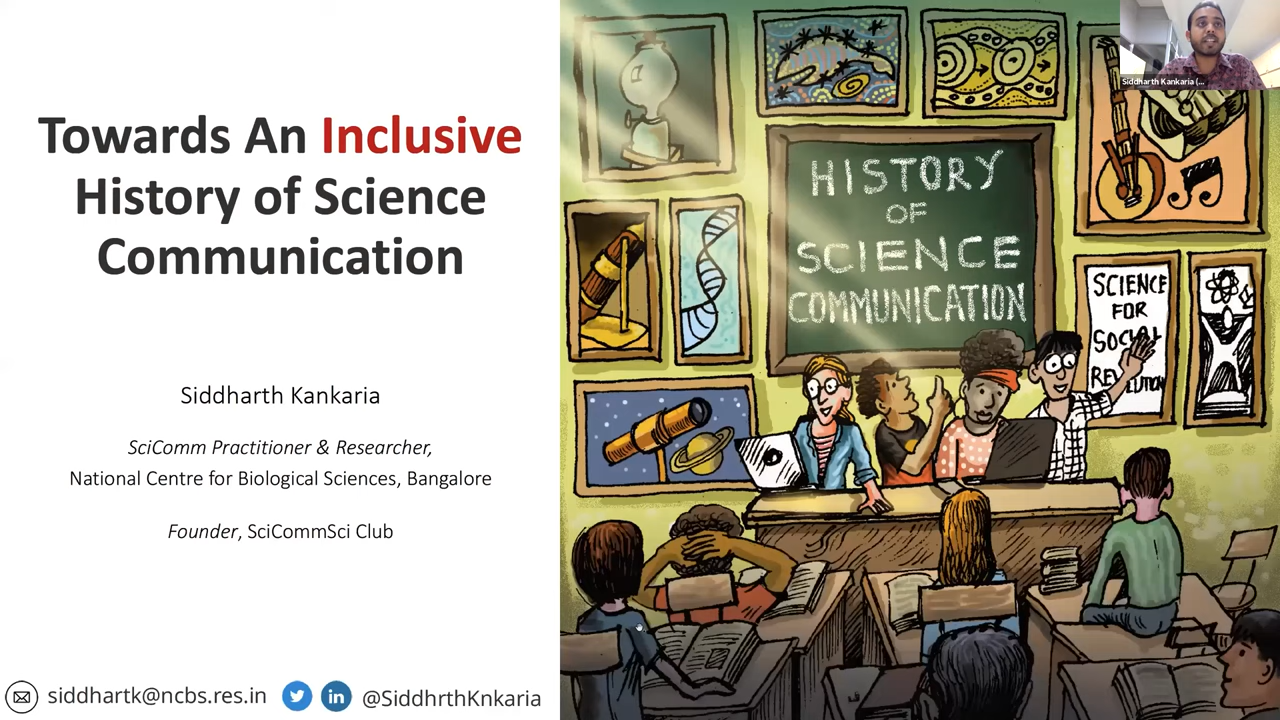 Towards An Inclusive
History of Science
Communication
Siddharth Kankaria
SciComm Practitioner & Researcher,
National Centre for Biological Sciences, Bangalore
Founder, SciCommSci Club
siddhartk@ncbs.res.in
@SiddhrthKnkaria
HISTORY
OF
SCIENCE
COMMUNICATION
SCIENCE
FOR
SOCIAL
REVOLUTION
Siddharth Kankaria (...